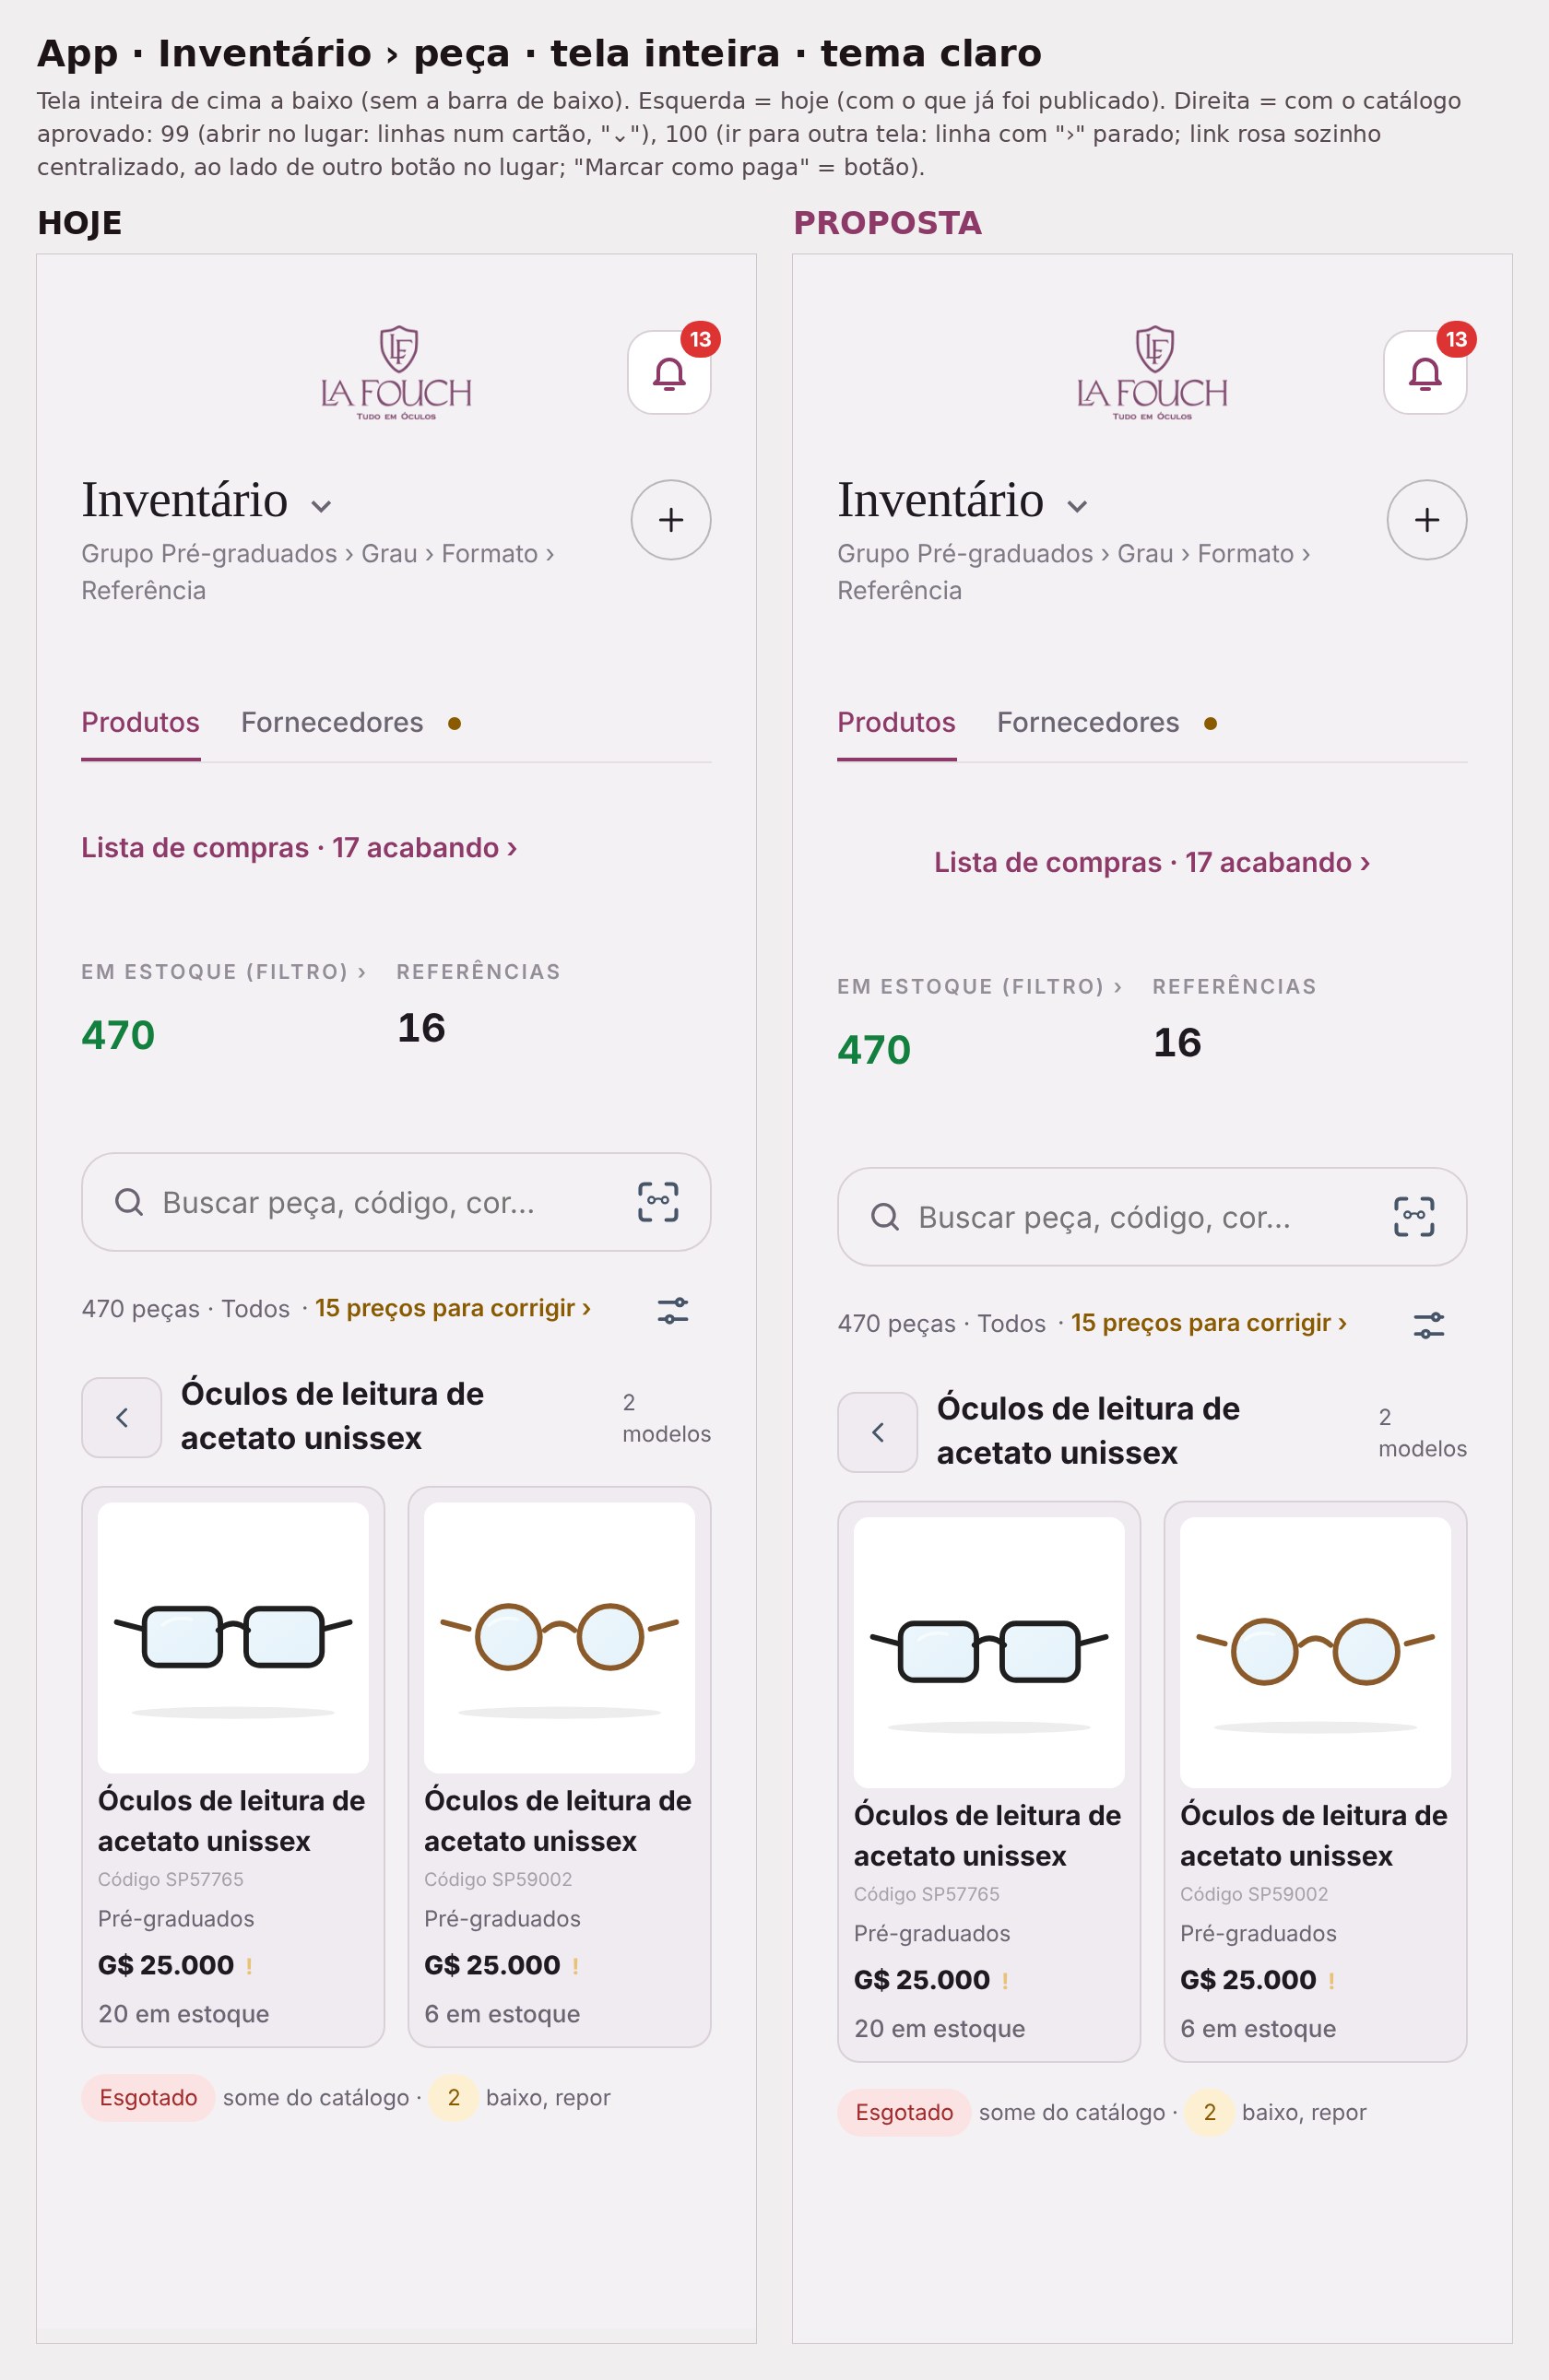 App · Inventário › peça · tela inteira · tema claro
Tela inteira de cima a baixo (sem a barra de baixo). Esquerda = hoje (com o que já foi publicado). Direita = com o catálogo
aprovado: 99 (abrir no lugar: linhas num cartão, "⌄"), 100 (ir para outra tela: linha com "›" parado; link rosa sozinho
centralizado, ao lado de outro botão no lugar; "Marcar como paga" = botão).
HOJE
LF
LA FOUCH
TUDO EM ÓCULOS
13
Inventário
Grupo Pré-graduados › Grau › Formato ›
Referência
Produtos Fornecedores
Lista de compras · 17 acabando ›
EM ESTOQUE (FILTRO) › REFERÊNCIAS
470 16
Buscar peça, código, cor...
470 peças · Todos · 15 preços para corrigir ›
Óculos de leitura de
acetato unissex
2
modelos
Óculos de leitura de
acetato unissex
Código SP57765
Pré-graduados
G$ 25.000 !
20 em estoque
Óculos de leitura de
acetato unissex
Código SP59002
Pré-graduados
G$ 25.000 !
6 em estoque
Esgotado some do catálogo · 2 baixo, repor
PROPOSTA
LF
LA FOUCH
TUDO EM ÓCULOS
13
Inventário
Grupo Pré-graduados › Grau › Formato ›
Referência
Produtos Fornecedores
Lista de compras · 17 acabando ›
EM ESTOQUE (FILTRO) › REFERÊNCIAS
470 16
Buscar peça, código, cor...
470 peças · Todos · 15 preços para corrigir ›
Óculos de leitura de
acetato unissex
2
modelos
Óculos de leitura de
acetato unissex
Código SP57765
Pré-graduados
G$ 25.000 !
20 em estoque
Óculos de leitura de
acetato unissex
Código SP59002
Pré-graduados
G$ 25.000 !
6 em estoque
Esgotado some do catálogo · 2 baixo, repor